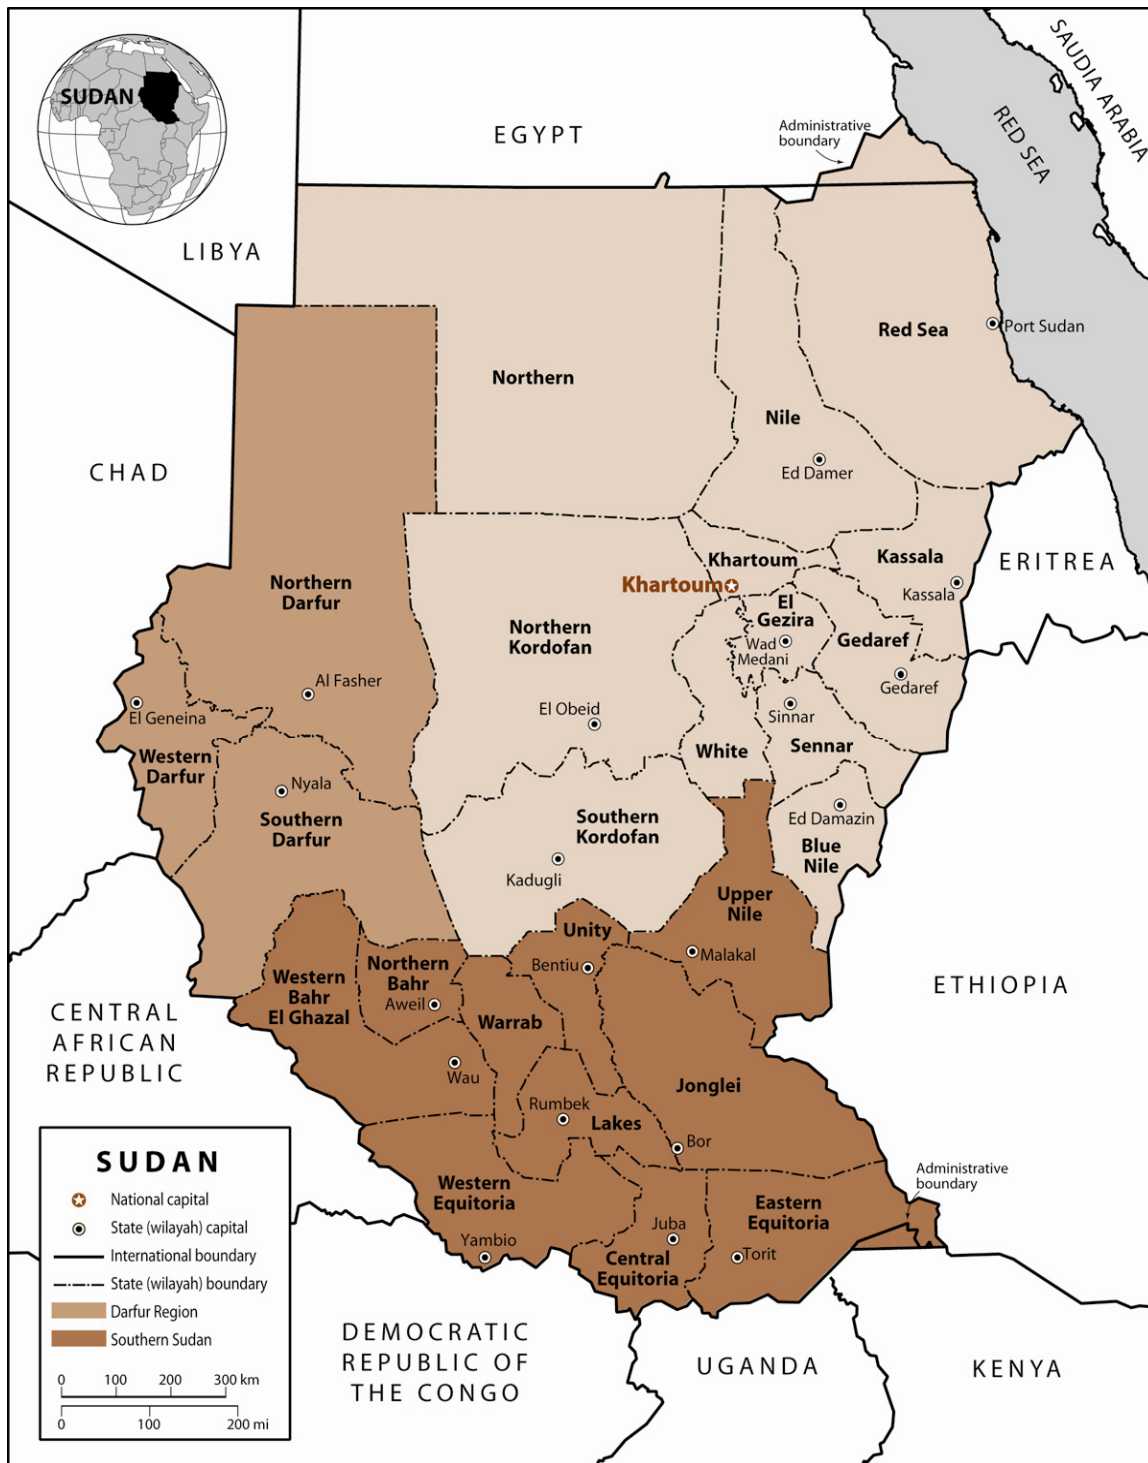 SUDAN
EGYPT
Administrative
boundary
RED SEA
SAUDIA ARABIA
LIBYA
Red Sea
Port Sudan
Northern
Nile
Ed Damer
CHAD
Khartoum
Kassala
ERITREA
Khartoum
Kassala
Northern
Darfur
El
Gezira
Northern
Kordofan
Wad
Medani
Gedaref
Gedaref
Al Fasher
El Geneina
El Obeid
Sinnar
Western
Darfur
White
Sennar
Nyala
Southern
Darfur
Southern
Kordofan
Ed Damazin
Blue
Nile
Kadugli
Upper
Nile
Unity
Malakal
Bentiu
Northern
Bahr
Aweil
Western
Bahr
El Ghazal
ETHIOPIA
CENTRAL
AFRICAN
REPUBLIC
Warrab
Wau
Jonglei
Rumbek
Lakes
Bor
Administrative
boundary
Western
Equitoria
Eastern
Equitoria
Yambio
Juba
Torit
Central
Equitoria
SUDAN
National capital
State (wilayah) capital
International boundary
State (wilayah) boundary
Darfur Region
Southern Sudan
0 100 200 300 km
0 100 200 mi
DEMOCRATIC
REPUBLIC OF
THE CONGO
UGANDA
KENYA